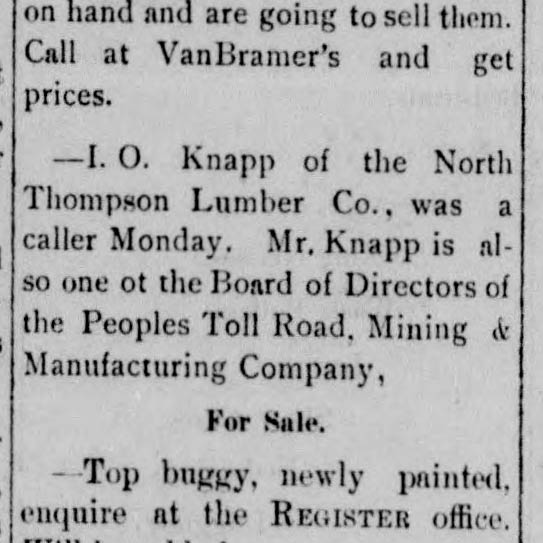 on hand and are going to sell them.
Call at VanBramer's and get
prices.
—I. O. Knapp of the North
Thompson Lumber Co., was a
caller Monday. Mr. Knapp is al-
so one ot the Board of Directors of
the Peoples Toll Road, Mining &
Manufacturing Company,
For Sale.
—Top buggy, newly painted,
enquire at the REGISTER office.